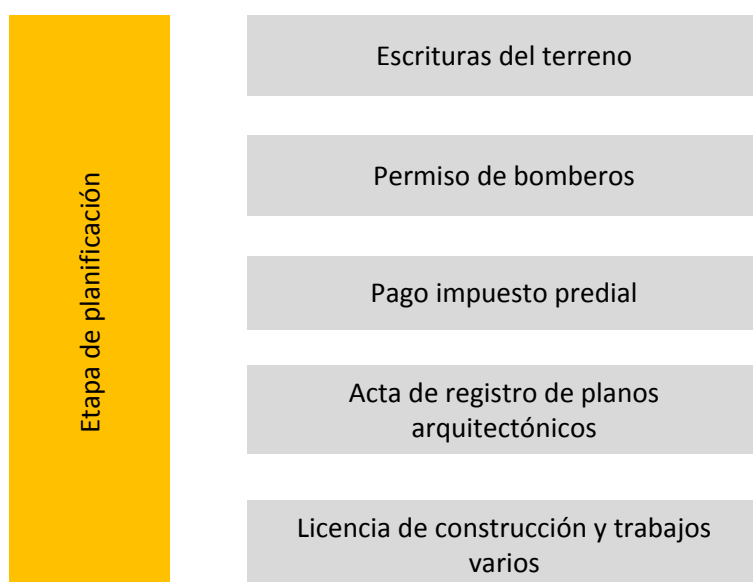 Etapa de planificación
Escrituras del terreno
Permiso de bomberos
Pago impuesto predial
Acta de registro de planos
arquitectónicos
Licencia de construcción y trabajos
varios